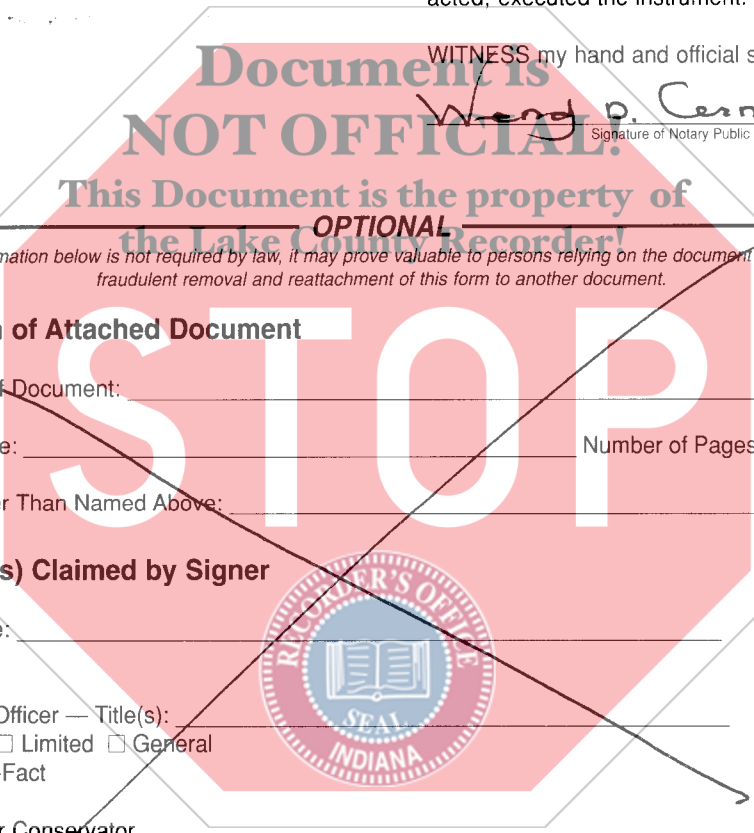 acted, executed the instrument.
WITNESS my hand and official s
Document is
NOT OFFICIAL!
Signature of Notary Public
This Document is the property of
OPTIONAL
the Lake County Recorder!
mation below is not required by law, it may prove valuable to persons relying on the document
fraudulent removal and reattachment of this form to another document.
of Attached Document
STOP
f Document:
e: Number of Pages
r Than Named Above:
s) Claimed by Signer
e:
Officer — Title(s):
☐ Limited ☐ General
-Fact
r Conservator
RECORDER'S OFFICE
SEAL
INDIANA